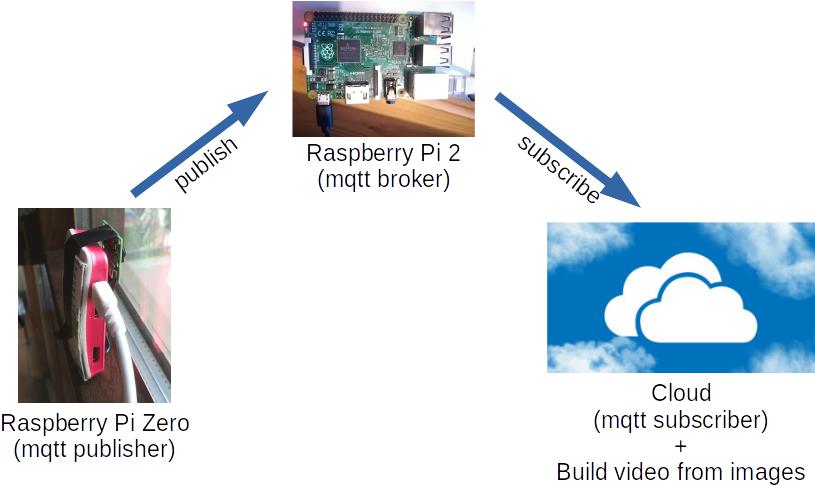 publish
Raspberry Pi 2
(mqtt broker)
subscribe
Raspberry Pi Zero
(mqtt publisher)
Cloud
(mqtt subscriber)
+
Build video from images